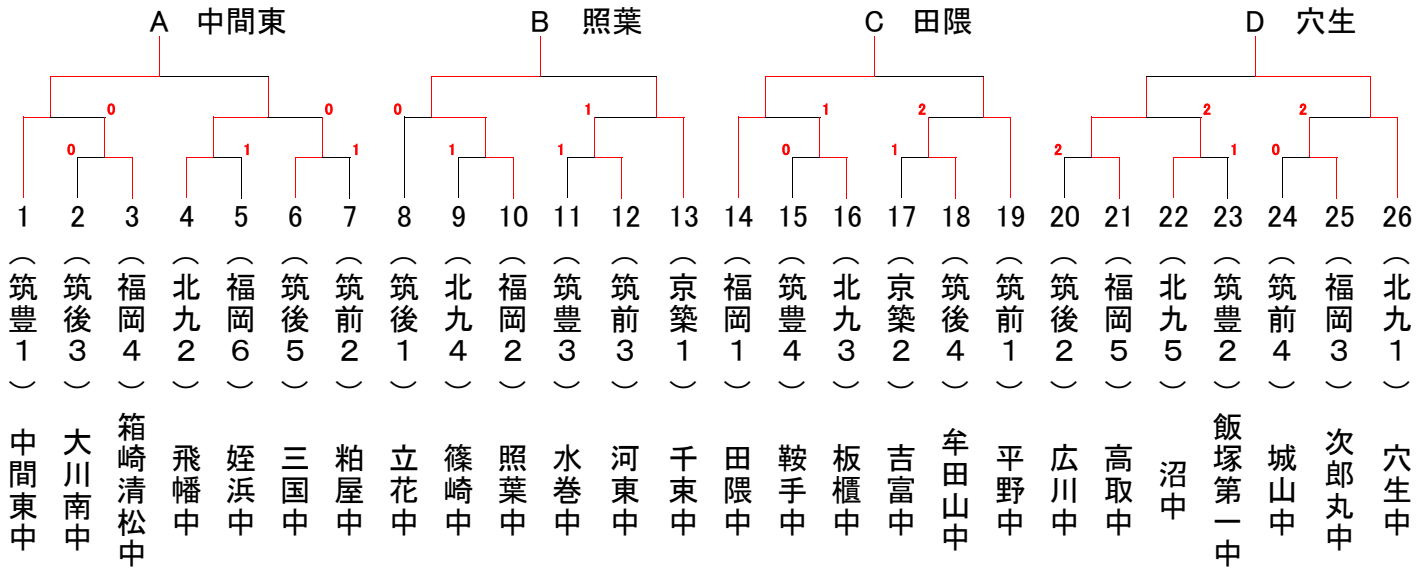 A 中間東
B 照葉
C 田隈
D 穴生
0 0 0 1 2 2
0 1 1 1 1 0 1 2 1 0
1 2 3 4 5 6 7 8 9 10 11 12 13 14 15 16 17 18 19 20 21 22 23 24 25 26
（筑豊１） 中間東中
（筑後３） 大川南中
（福岡４） 箱崎清松中
（北九２） 飛幡中
（福岡６） 姪浜中
（筑後５） 三国中
（筑前２） 粕屋中
（筑後１） 立花中
（北九４） 篠崎中
（福岡２） 照葉中
（筑豊３） 水巻中
（筑前３） 河東中
（京築１） 千東中
（福岡１） 田隈中
（筑豊４） 鞍手中
（北九３） 板櫃中
（京築２） 吉富中
（筑後４） 牟田山中
（筑前１） 平野中
（筑後２） 広川中
（福岡５） 高取中
（北九５） 沼中
（筑豊２） 飯塚第一中
（筑前４） 城山中
（福岡３） 次郎丸中
（北九１） 穴生中